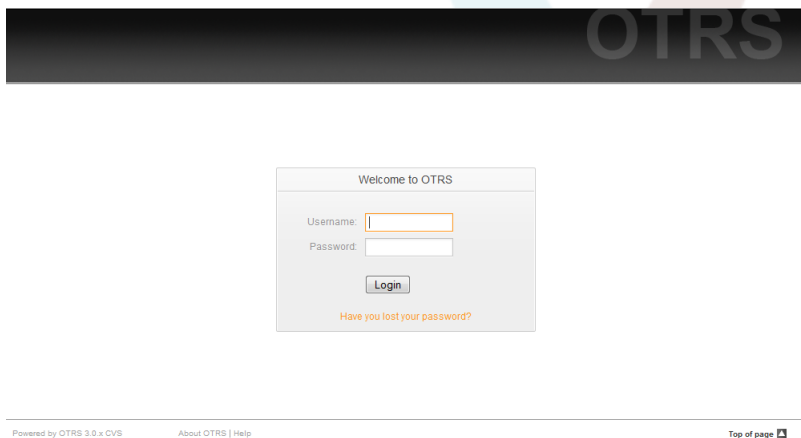 OTRS
Welcome to OTRS
Username:
Password:
Login
Have you lost your password?
Powered by OTRS 3.0.x CVS About OTRS | Help Top of page